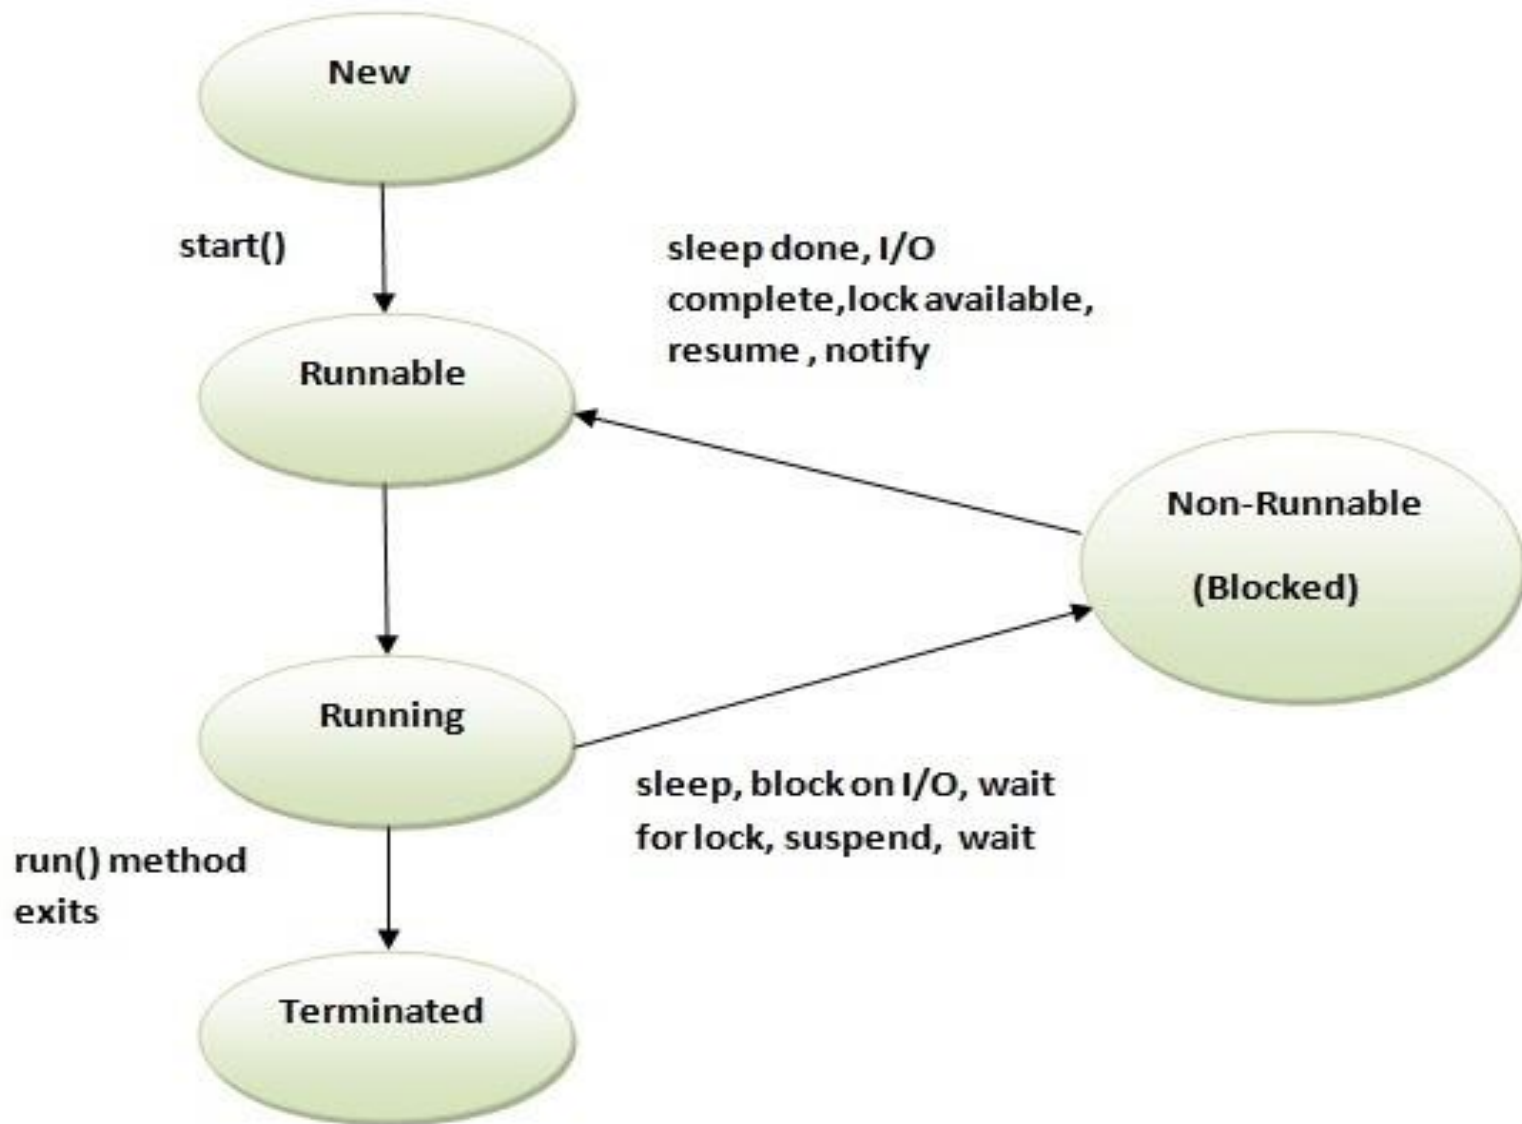 New
start()
sleep done, I/O
complete,lock available,
resume , notify
Runnable
Non-Runnable
(Blocked)
Running
sleep, block on I/O, wait
for lock, suspend, wait
run() method
exits
Terminated